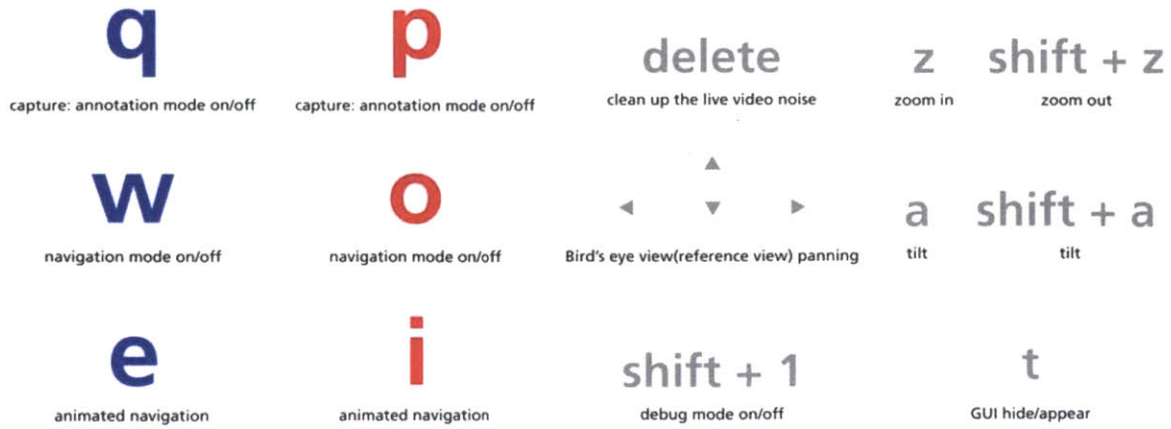 q p delete z shift + z
capture: annotation mode on/off capture: annotation mode on/off clean up the live video noise zoom in zoom out
w o a shift + a
navigation mode on/off navigation mode on/off Bird's eye view(reference view) panning tilt tilt
e i shift + 1 t
animated navigation animated navigation debug mode on/off GUI hide/appear